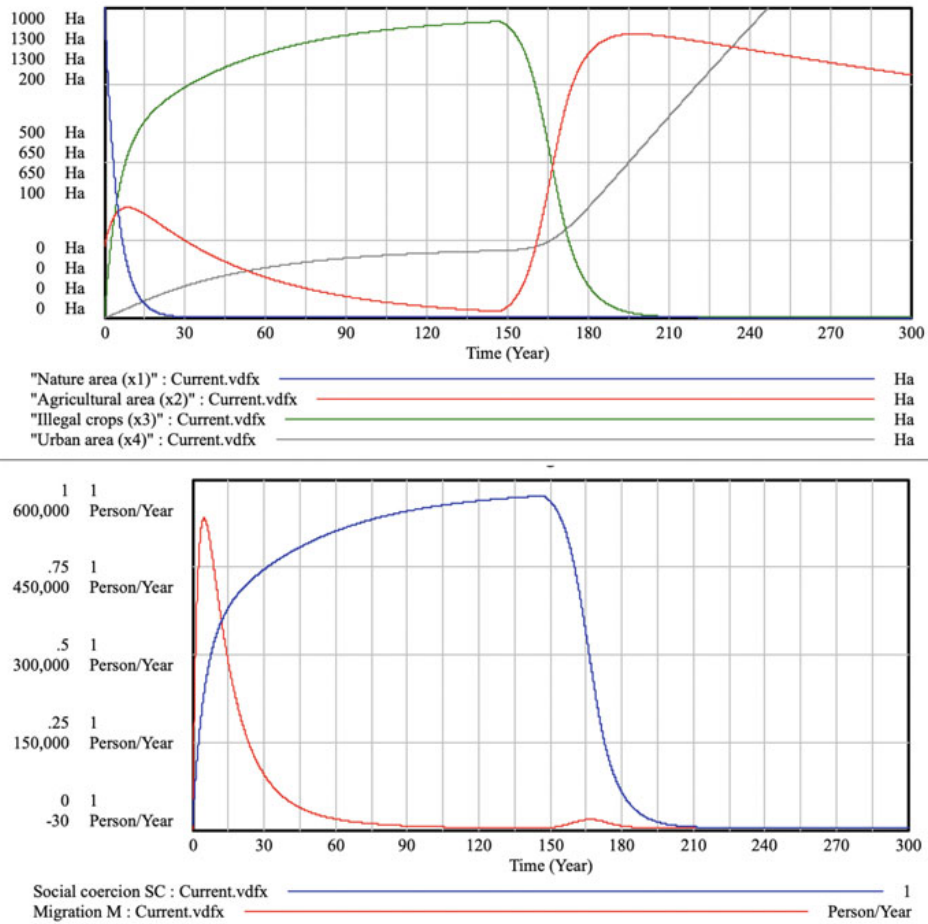 1000 Ha
1300 Ha
1300 Ha
200 Ha
500 Ha
650 Ha
650 Ha
100 Ha
0 Ha
0 Ha
0 Ha
0 Ha
0 30 60 90 120 150 180 210 240 270 300
Time (Year)
"Nature area (x1)" : Current.vdfx Ha
"Agricultural area (x2)" : Current.vdfx Ha
"Illegal crops (x3)" : Current.vdfx Ha
"Urban area (x4)" : Current.vdfx Ha
1 1
600,000 Person/Year
.75 1
450,000 Person/Year
.5 1
300,000 Person/Year
.25 1
150,000 Person/Year
0 1
-30 Person/Year
0 30 60 90 120 150 180 210 240 270 300
Time (Year)
Social coercion SC : Current.vdfx 1
Migration M : Current.vdfx Person/Year